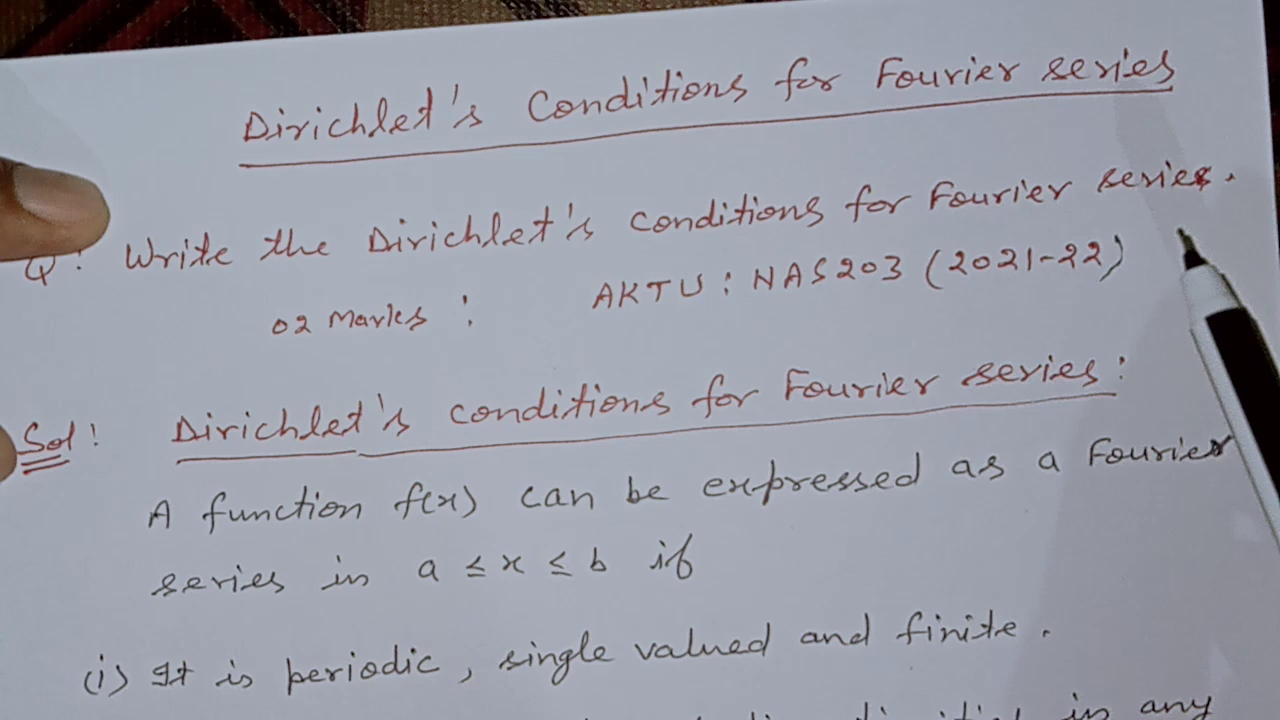 Dirichlet's Conditions for Fourier series
Q: Write the Dirichlet's conditions for Fourier series.
02 Marks : AKTU : NAS203 (2021-22)
Sol: Dirichlet's conditions for Fourier series:
A function f(x) can be expressed as a Fourier
series in a ≤ x ≤ b if
(i) It is periodic, single valued and finite.
in any